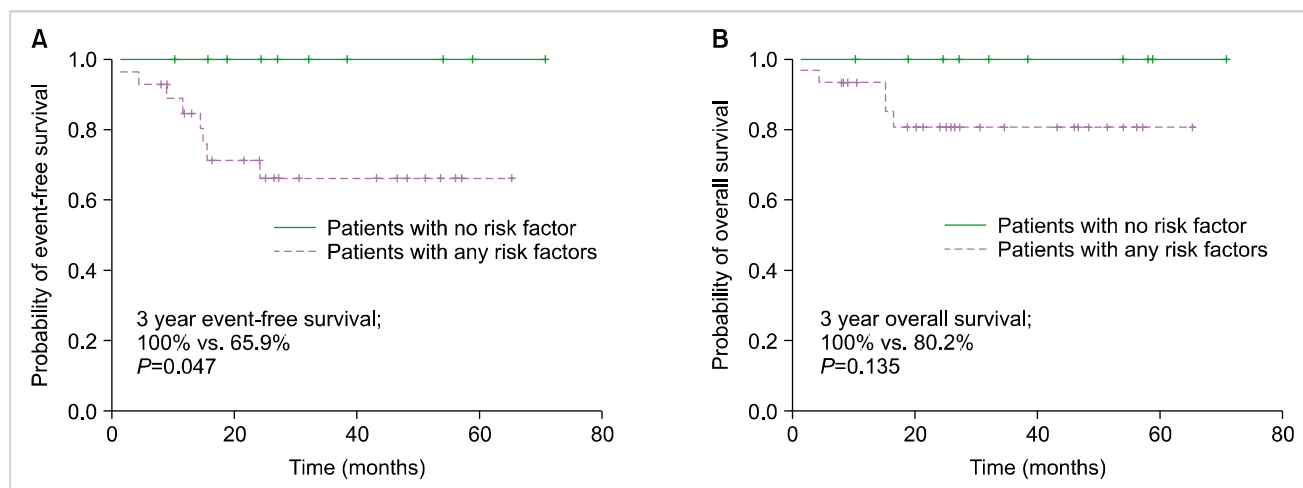 A
Probability of event-free survival
1.0
0.8
0.6
0.4
0.2
0.0
Patients with no risk factor
Patients with any risk factors
3 year event-free survival;
100% vs. 65.9%
P=0.047
0 20 40 60 80
Time (months)
B
Probability of overall survival
1.0
0.8
0.6
0.4
0.2
0.0
Patients with no risk factor
Patients with any risk factors
3 year overall survival;
100% vs. 80.2%
P=0.135
0 20 40 60 80
Time (months)